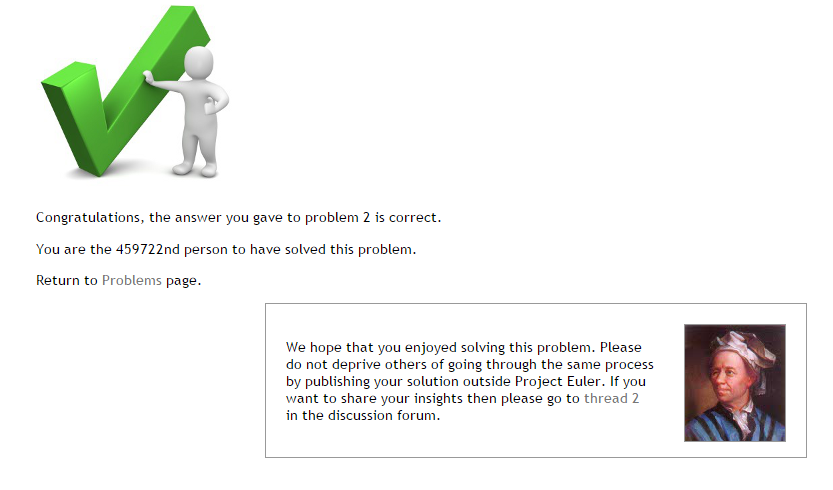 Congratulations, the answer you gave to problem 2 is correct.
You are the 459722nd person to have solved this problem.
Return to Problems page.
We hope that you enjoyed solving this problem. Please
do not deprive others of going through the same process
by publishing your solution outside Project Euler. If you
want to share your insights then please go to thread 2
in the discussion forum.